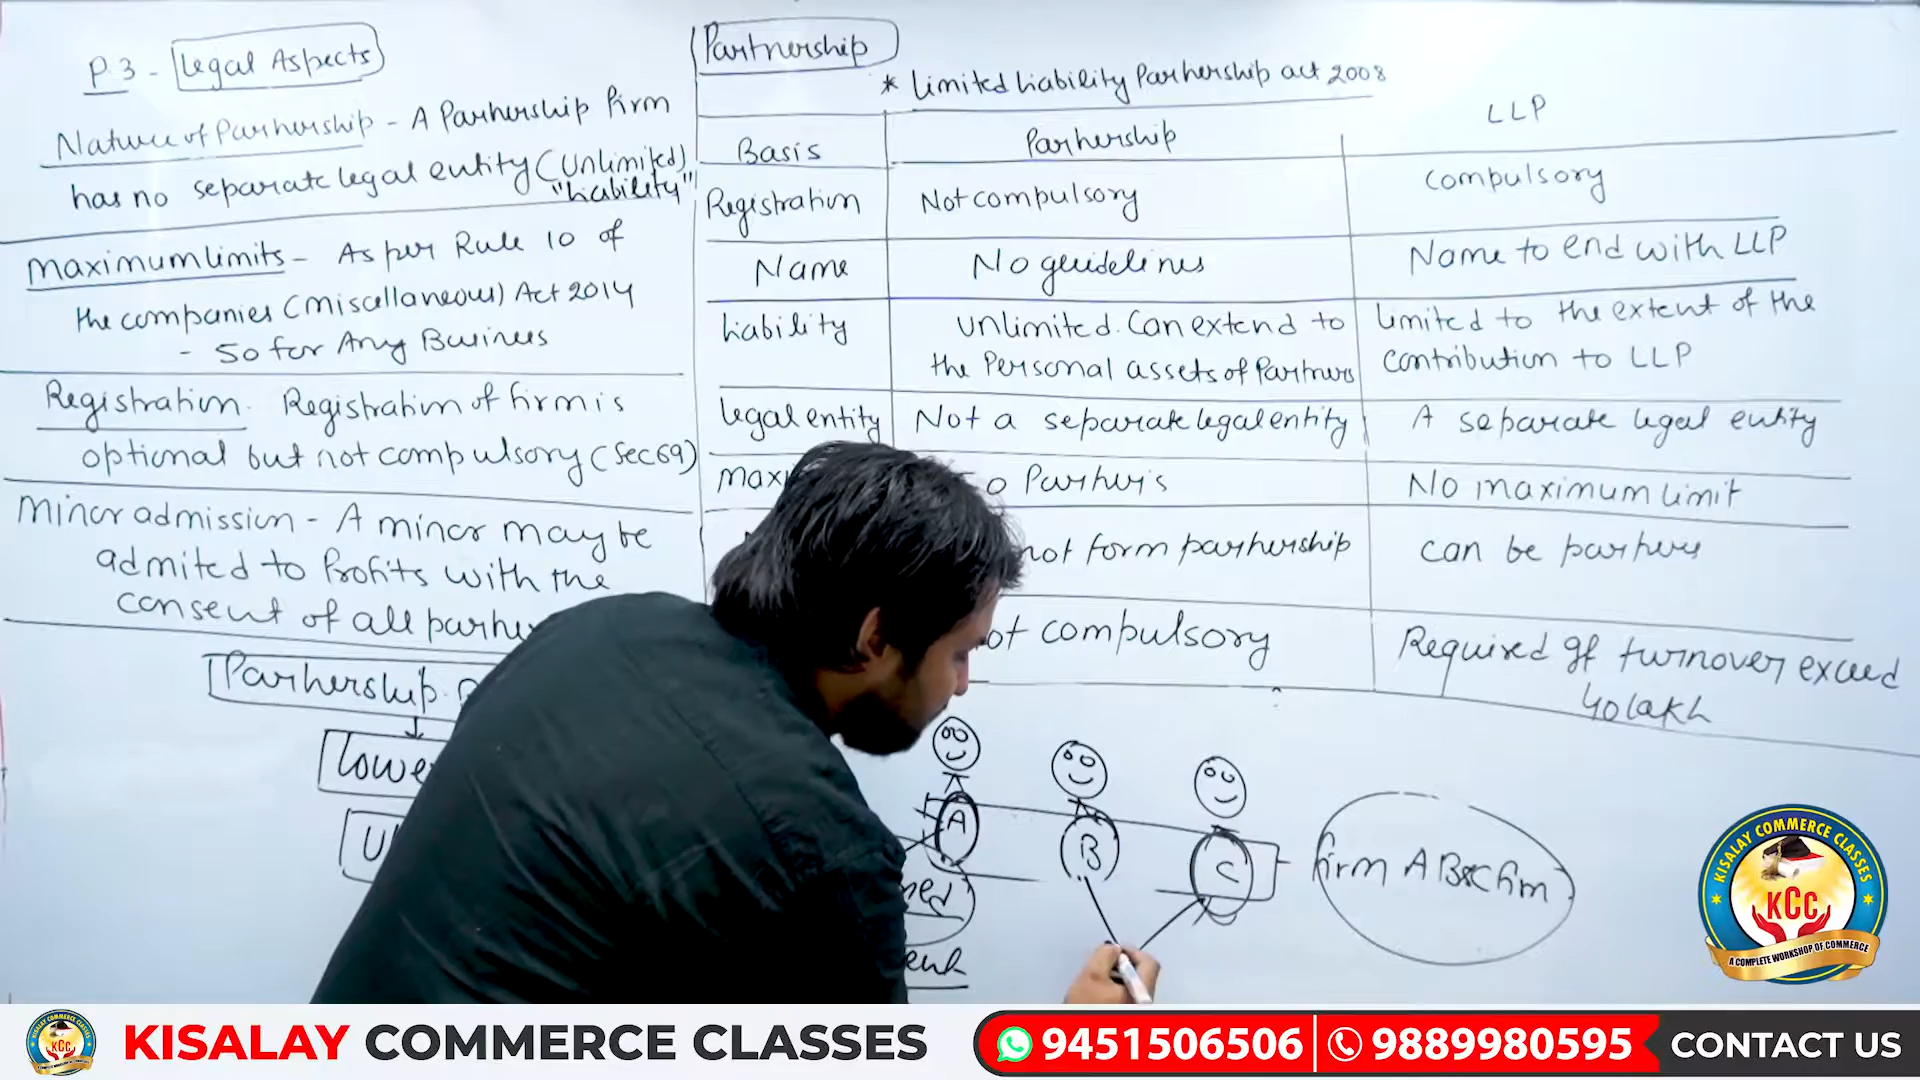 P.3 - Legal Aspects
Nature of Partnership - A Partnership firm
has no separate legal entity (Unlimited)
"Liability"
Maximum limits - As per Rule 10 of
the companies (Miscellaneous) Act 2014
- 50 for Any Business
Registration. Registration of firm is
optional but not compulsory (Sec 69)
Minor admission - A minor may be
admited to Profits with the
consent of all
Partnership
Partnership
* Limited Liability Partnership act 2008
Basis Partnership LLP
Registration Not compulsory compulsory
Name No guidelines Name to end with LLP
Liability Unlimited. Can extend to
the Personal assets of Partners
limited to the extent of the
contribution to LLP
legal entity Not a separate legal entity A separate legal entity
Partners No maximum limit
not form partnership can be partners
compulsory Required If turnover exceed
40 lakh
A
B
C
firm
KISALAY COMMERCE CLASSES
KCC
A COMPLETE WORKSHOP OF COMMERCE
KISALAY COMMERCE CLASSES 9451506506 9889980595 CONTACT US